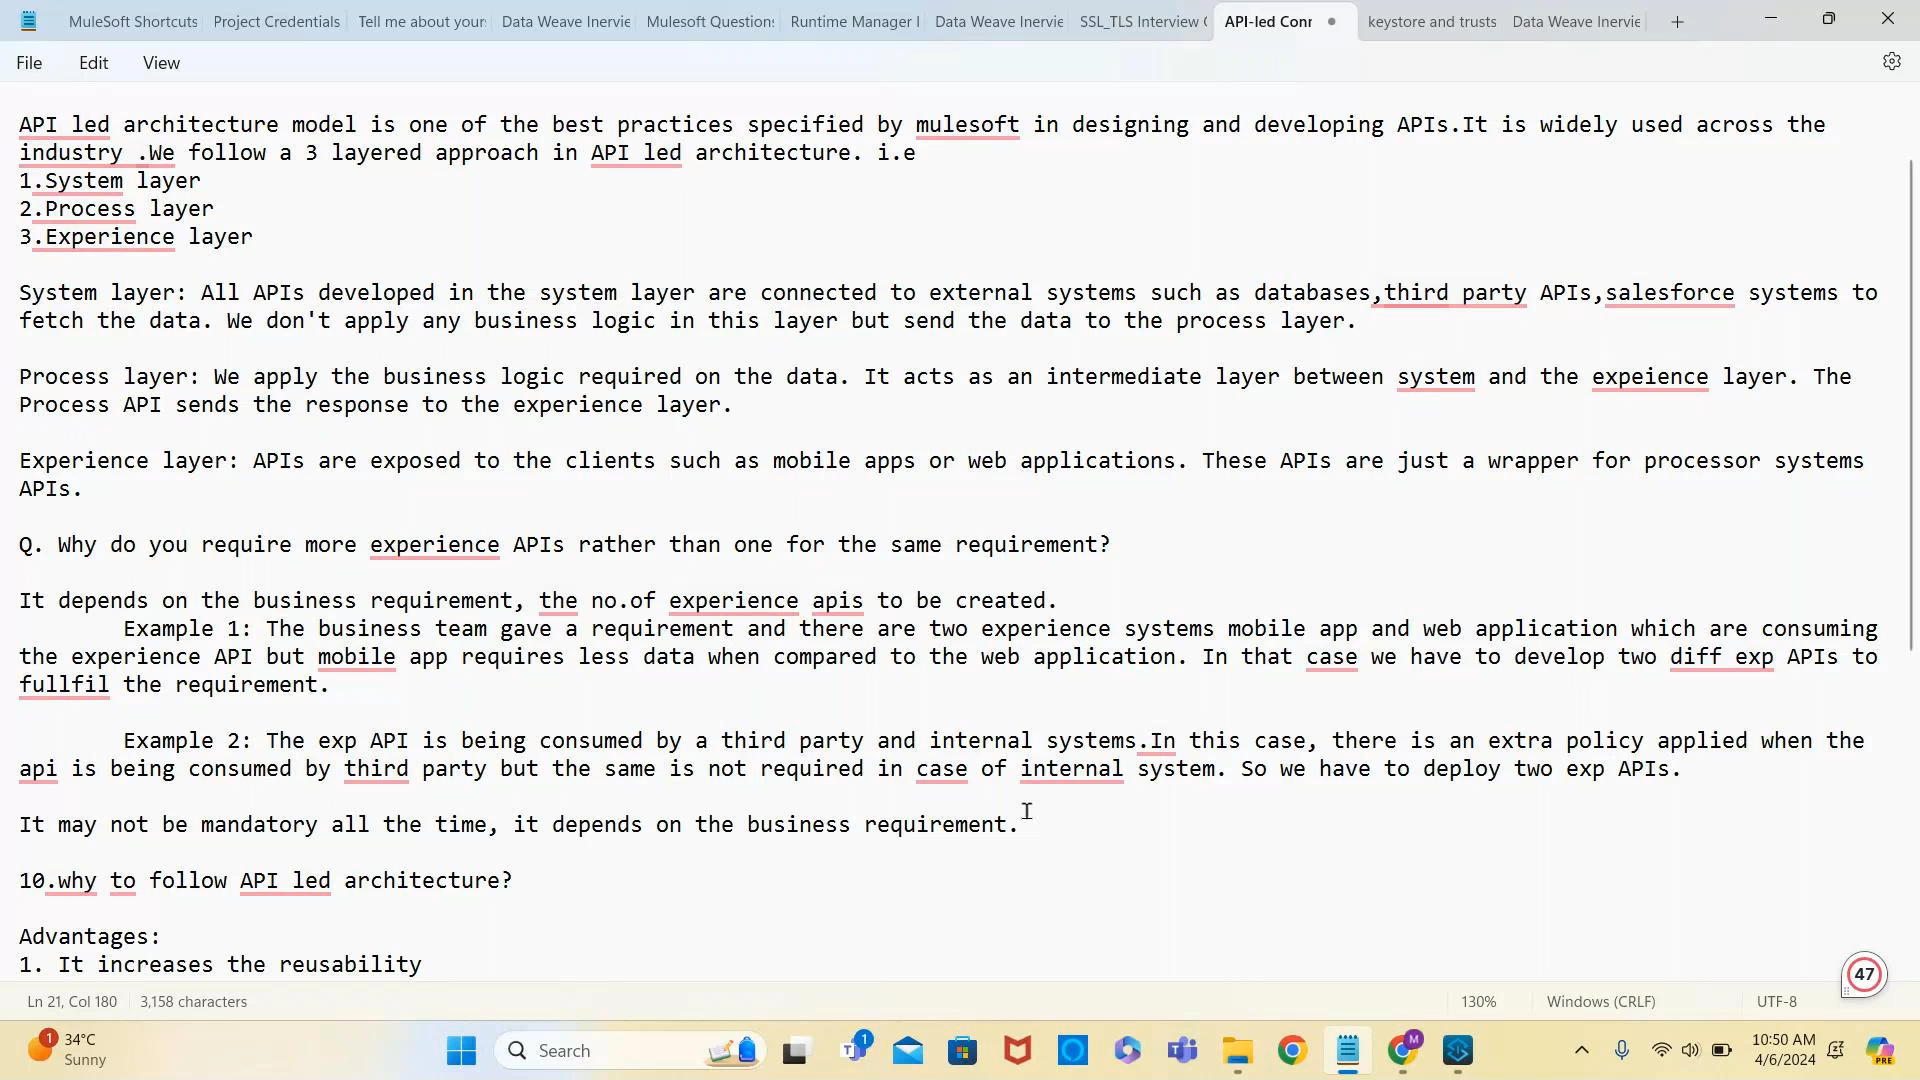 MuleSoft Shortcuts
Project Credentials
Tell me about your
Data Weave Inervie
Mulesoft Questions
Runtime Manager I
Data Weave Inervie
SSL_TLS Interview
API-led Conn
keystore and trusts
Data Weave Inervie
File
Edit
View
API led architecture model is one of the best practices specified by mulesoft in designing and developing APIs.It is widely used across the
industry .We follow a 3 layered approach in API led architecture. i.e
1.System layer
2.Process layer
3.Experience layer
System layer: All APIs developed in the system layer are connected to external systems such as databases,third party APIs,salesforce systems to
fetch the data. We don't apply any business logic in this layer but send the data to the process layer.
Process layer: We apply the business logic required on the data. It acts as an intermediate layer between system and the expeience layer. The
Process API sends the response to the experience layer.
Experience layer: APIs are exposed to the clients such as mobile apps or web applications. These APIs are just a wrapper for processor systems
APIs.
Q. Why do you require more experience APIs rather than one for the same requirement?
It depends on the business requirement, the no.of experience apis to be created.
Example 1: The business team gave a requirement and there are two experience systems mobile app and web application which are consuming
the experience API but mobile app requires less data when compared to the web application. In that case we have to develop two diff exp APIs to
fullfil the requirement.
Example 2: The exp API is being consumed by a third party and internal systems.In this case, there is an extra policy applied when the
api is being consumed by third party but the same is not required in case of internal system. So we have to deploy two exp APIs.
It may not be mandatory all the time, it depends on the business requirement.
10.why to follow API led architecture?
Advantages:
1. It increases the reusability
47
Ln 21, Col 180
3,158 characters
130%
Windows (CRLF)
UTF-8
1
34°C
Sunny
Search
1
M
10:50 AM
4/6/2024
PRE